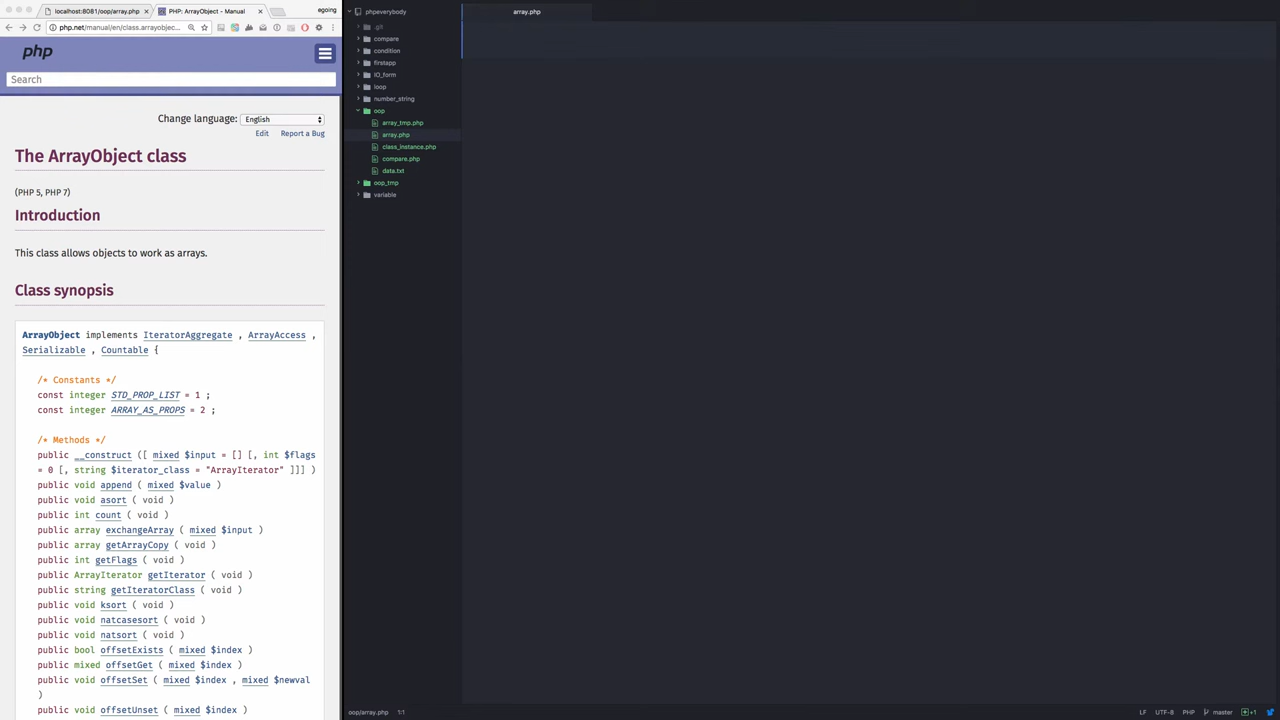 localhost:8081/oop/array.php
PHP: ArrayObject - Manual
egoing
php.net/manual/en/class.arrayobjec...
php
Search
Change language:
English
Edit
Report a Bug
The ArrayObject class
(PHP 5, PHP 7)
Introduction
This class allows objects to work as arrays.
Class synopsis
ArrayObject implements IteratorAggregate , ArrayAccess ,
Serializable , Countable {
/* Constants */
const integer STD_PROP_LIST = 1 ;
const integer ARRAY_AS_PROPS = 2 ;
/* Methods */
public __construct ([ mixed $input = [] [, int $flags
= 0 [, string $iterator_class = "ArrayIterator" ]]] )
public void append ( mixed $value )
public void asort ( void )
public int count ( void )
public array exchangeArray ( mixed $input )
public array getArrayCopy ( void )
public int getFlags ( void )
public ArrayIterator getIterator ( void )
public string getIteratorClass ( void )
public void ksort ( void )
public void natcasesort ( void )
public void natsort ( void )
public bool offsetExists ( mixed $index )
public mixed offsetGet ( mixed $index )
public void offsetSet ( mixed $index , mixed $newval
)
public void offsetUnset ( mixed $index )
phpeverybody
.git
compare
condition
firstapp
IO_form
loop
number_string
oop
array_tmp.php
array.php
class_instance.php
compare.php
data.txt
oop_tmp
variable
array.php
oop/array.php
1:1
LF
UTF-8
PHP
master
+1